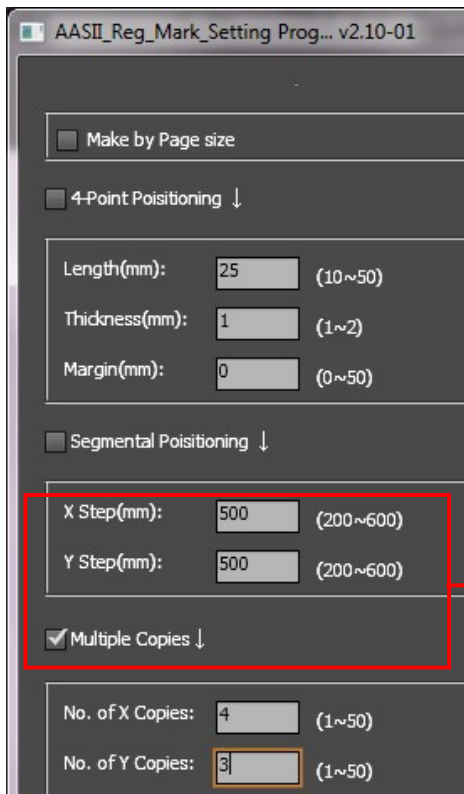 AASII_Reg_Mark_Setting Prog... v2.10-01
Make by Page size
4-Point Poisitioning ↓
Length(mm): 25 (10~50)
Thickness(mm): 1 (1~2)
Margin(mm): 0 (0~50)
Segmental Poisitioning ↓
X Step(mm): 500 (200~600)
Y Step(mm): 500 (200~600)
Multiple Copies ↓
No. of X Copies: 4 (1~50)
No. of Y Copies: 3 (1~50)